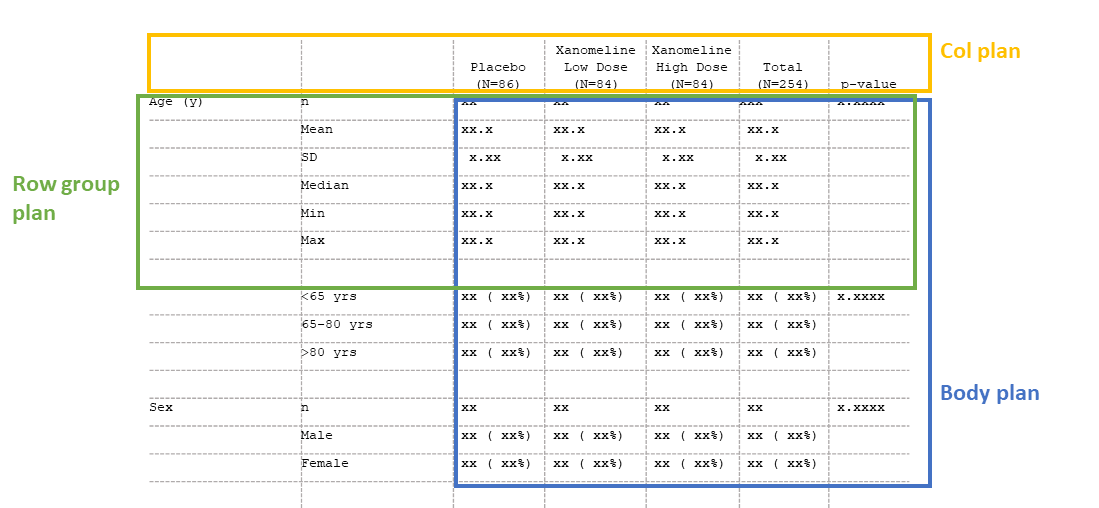 Col plan
Xanomeline Xanomeline
Placebo Low Dose High Dose Total
(N=86) (N=84) (N=84) (N=254) p-value
Age (y) n xx xx xx xxx x.xxxx
Mean xx.x xx.x xx.x xx.x
SD x.xx x.xx x.xx x.xx
Row group
plan
Median xx.x xx.x xx.x xx.x
Min xx.x xx.x xx.x xx.x
Max xx.x xx.x xx.x xx.x
<65 yrs xx ( xx%) xx ( xx%) xx ( xx%) xx ( xx%) x.xxxx
65-80 yrs xx ( xx%) xx ( xx%) xx ( xx%) xx ( xx%)
>80 yrs xx ( xx%) xx ( xx%) xx ( xx%) xx ( xx%)
Body plan
Sex n xx xx xx xx x.xxxx
Male xx ( xx%) xx ( xx%) xx ( xx%) xx ( xx%)
Female xx ( xx%) xx ( xx%) xx ( xx%) xx ( xx%)